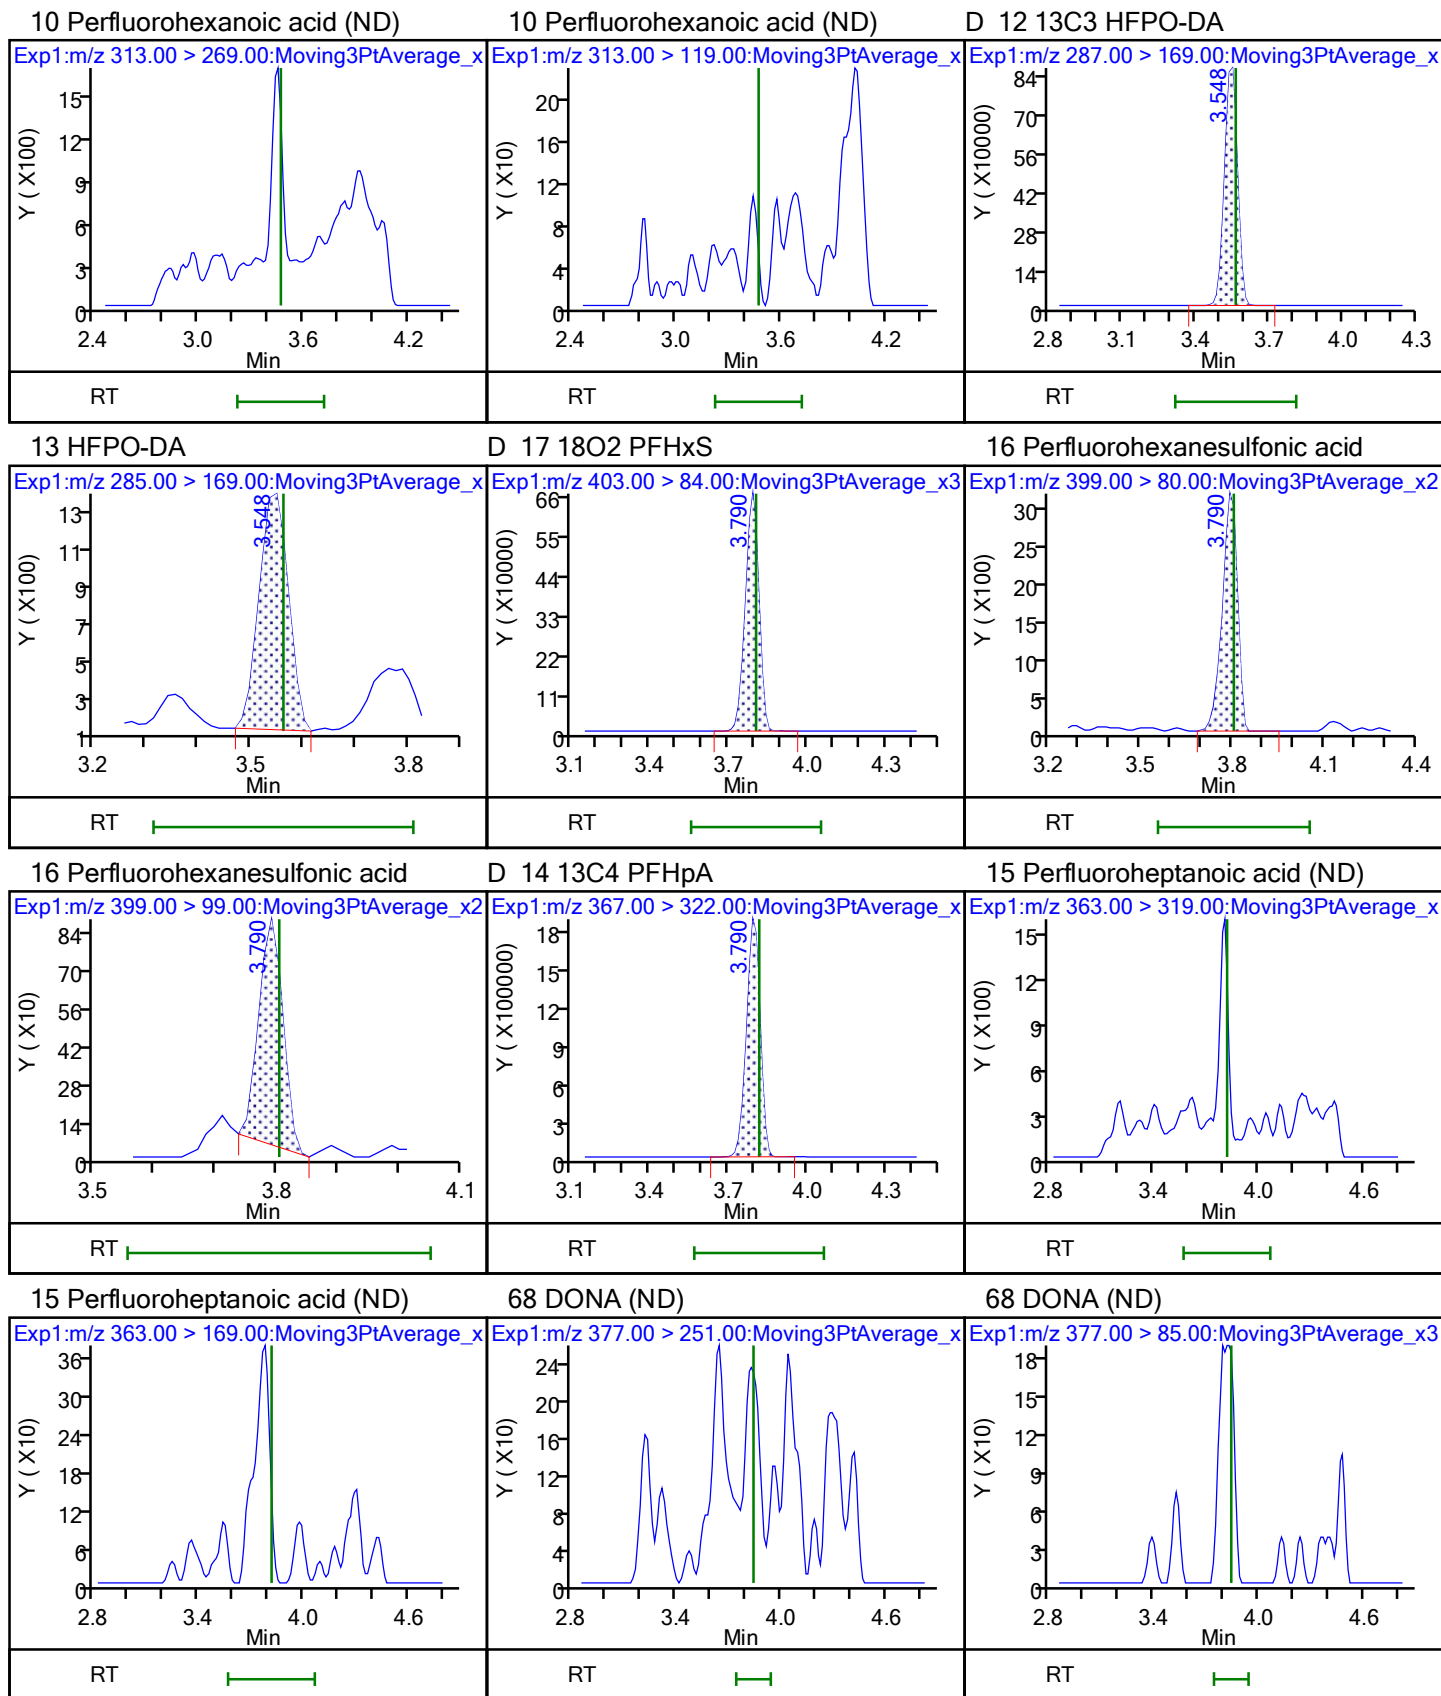 10 Perfluorohexanoic acid (ND)
Exp1:m/z 313.00 > 269.00:Moving3PtAverage_x
Y ( X100)
15
12
9
6
3
0
2.4 3.0 3.6 4.2
Min
RT
10 Perfluorohexanoic acid (ND)
Exp1:m/z 313.00 > 119.00:Moving3PtAverage_x
Y ( X10)
20
16
12
8
4
0
2.4 3.0 3.6 4.2
Min
RT
D 12 13C3 HFPO-DA
Exp1:m/z 287.00 > 169.00:Moving3PtAverage_x
Y ( X10000)
84
70
56
42
28
14
0
3.548
2.8 3.1 3.4 3.7 4.0 4.3
Min
RT
13 HFPO-DA
Exp1:m/z 285.00 > 169.00:Moving3PtAverage_x
Y ( X100)
13
11
9
7
5
3
1
3.548
3.2 3.5 3.8
Min
RT
D 17 18O2 PFHxS
Exp1:m/z 403.00 > 84.00:Moving3PtAverage_x3
Y ( X10000)
66
55
44
33
22
11
0
3.790
3.1 3.4 3.7 4.0 4.3
Min
RT
16 Perfluorohexanesulfonic acid
Exp1:m/z 399.00 > 80.00:Moving3PtAverage_x2
Y ( X100)
30
25
20
15
10
5
0
3.790
3.2 3.5 3.8 4.1 4.4
Min
RT
16 Perfluorohexanesulfonic acid
Exp1:m/z 399.00 > 99.00:Moving3PtAverage_x2
Y ( X10)
84
70
56
42
28
14
0
3.790
3.5 3.8 4.1
Min
RT
D 14 13C4 PFHpA
Exp1:m/z 367.00 > 322.00:Moving3PtAverage_x
Y ( X100000)
18
15
12
9
6
3
0
3.790
3.1 3.4 3.7 4.0 4.3
Min
RT
15 Perfluoroheptanoic acid (ND)
Exp1:m/z 363.00 > 319.00:Moving3PtAverage_x
Y ( X100)
15
12
9
6
3
0
2.8 3.4 4.0 4.6
Min
RT
15 Perfluoroheptanoic acid (ND)
Exp1:m/z 363.00 > 169.00:Moving3PtAverage_x
Y ( X10)
36
30
24
18
12
6
0
2.8 3.4 4.0 4.6
Min
RT
68 DONA (ND)
Exp1:m/z 377.00 > 251.00:Moving3PtAverage_x
Y ( X10)
24
20
16
12
8
4
0
2.8 3.4 4.0 4.6
Min
RT
68 DONA (ND)
Exp1:m/z 377.00 > 85.00:Moving3PtAverage_x3
Y ( X10)
18
15
12
9
6
3
0
2.8 3.4 4.0 4.6
Min
RT